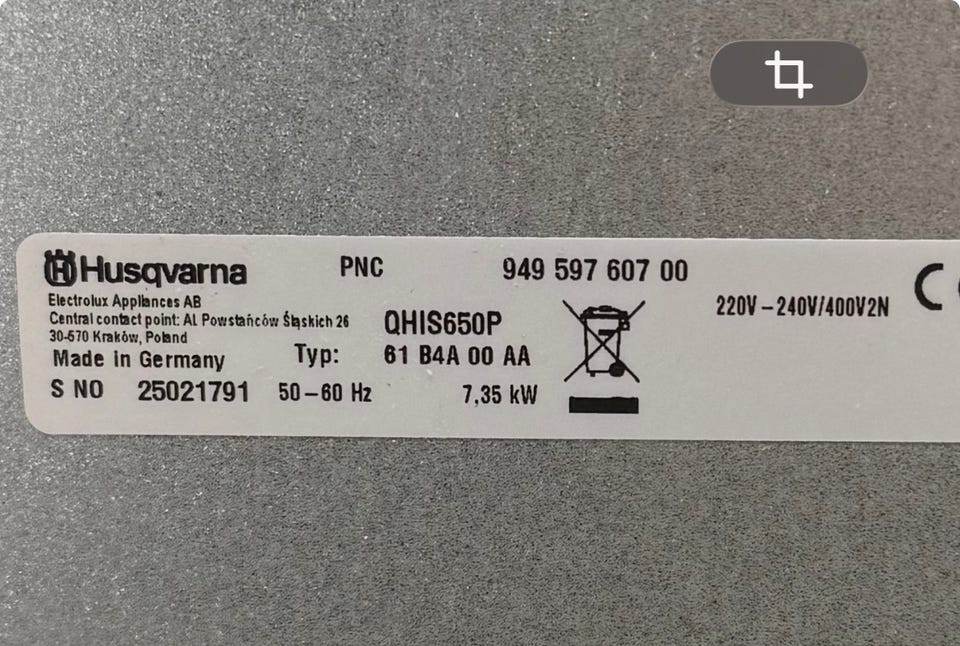 Husqvarna
PNC
949 597 607 00
Electrolux Appliances AB
Central contact point: Al. Powstańców Śląskich 26
30-570 Kraków, Poland
QHIS650P
220V – 240V/400V2N
CE
Made in Germany
Typ:
61 B4A 00 AA
S NO
25021791
50 – 60 Hz
7,35 kW